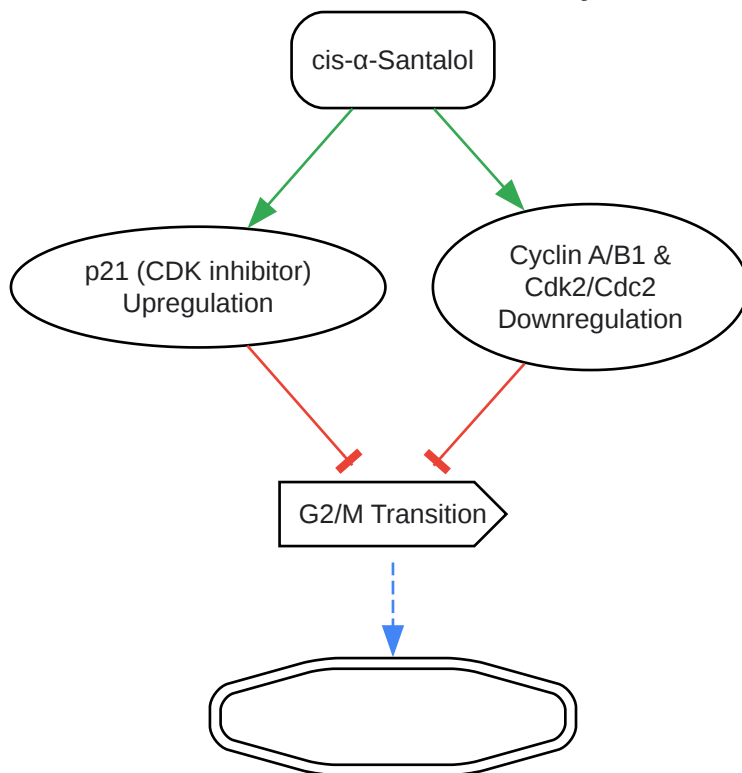 cis-α-Santalol
p21 (CDK inhibitor)
Upregulation
Cyclin A/B1 &
Cdk2/Cdc2
Downregulation
G2/M Transition